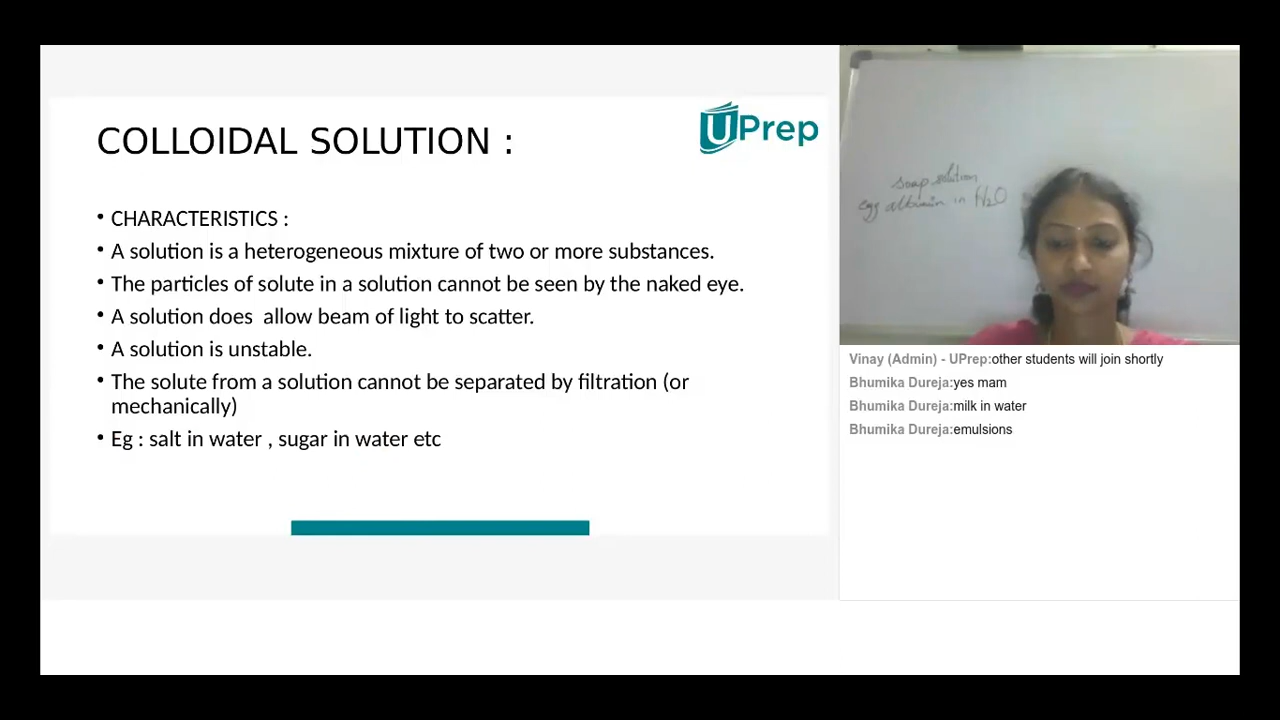 COLLOIDAL SOLUTION :
UPrep
• CHARACTERISTICS :
• A solution is a heterogeneous mixture of two or more substances.
• The particles of solute in a solution cannot be seen by the naked eye.
• A solution does allow beam of light to scatter.
• A solution is unstable.
• The solute from a solution cannot be separated by filtration (or
mechanically)
• Eg : salt in water , sugar in water etc
soap solution
egg albumin in H₂O
Vinay (Admin) - UPrep:other students will join shortly
Bhumika Dureja:yes mam
Bhumika Dureja:milk in water
Bhumika Dureja:emulsions